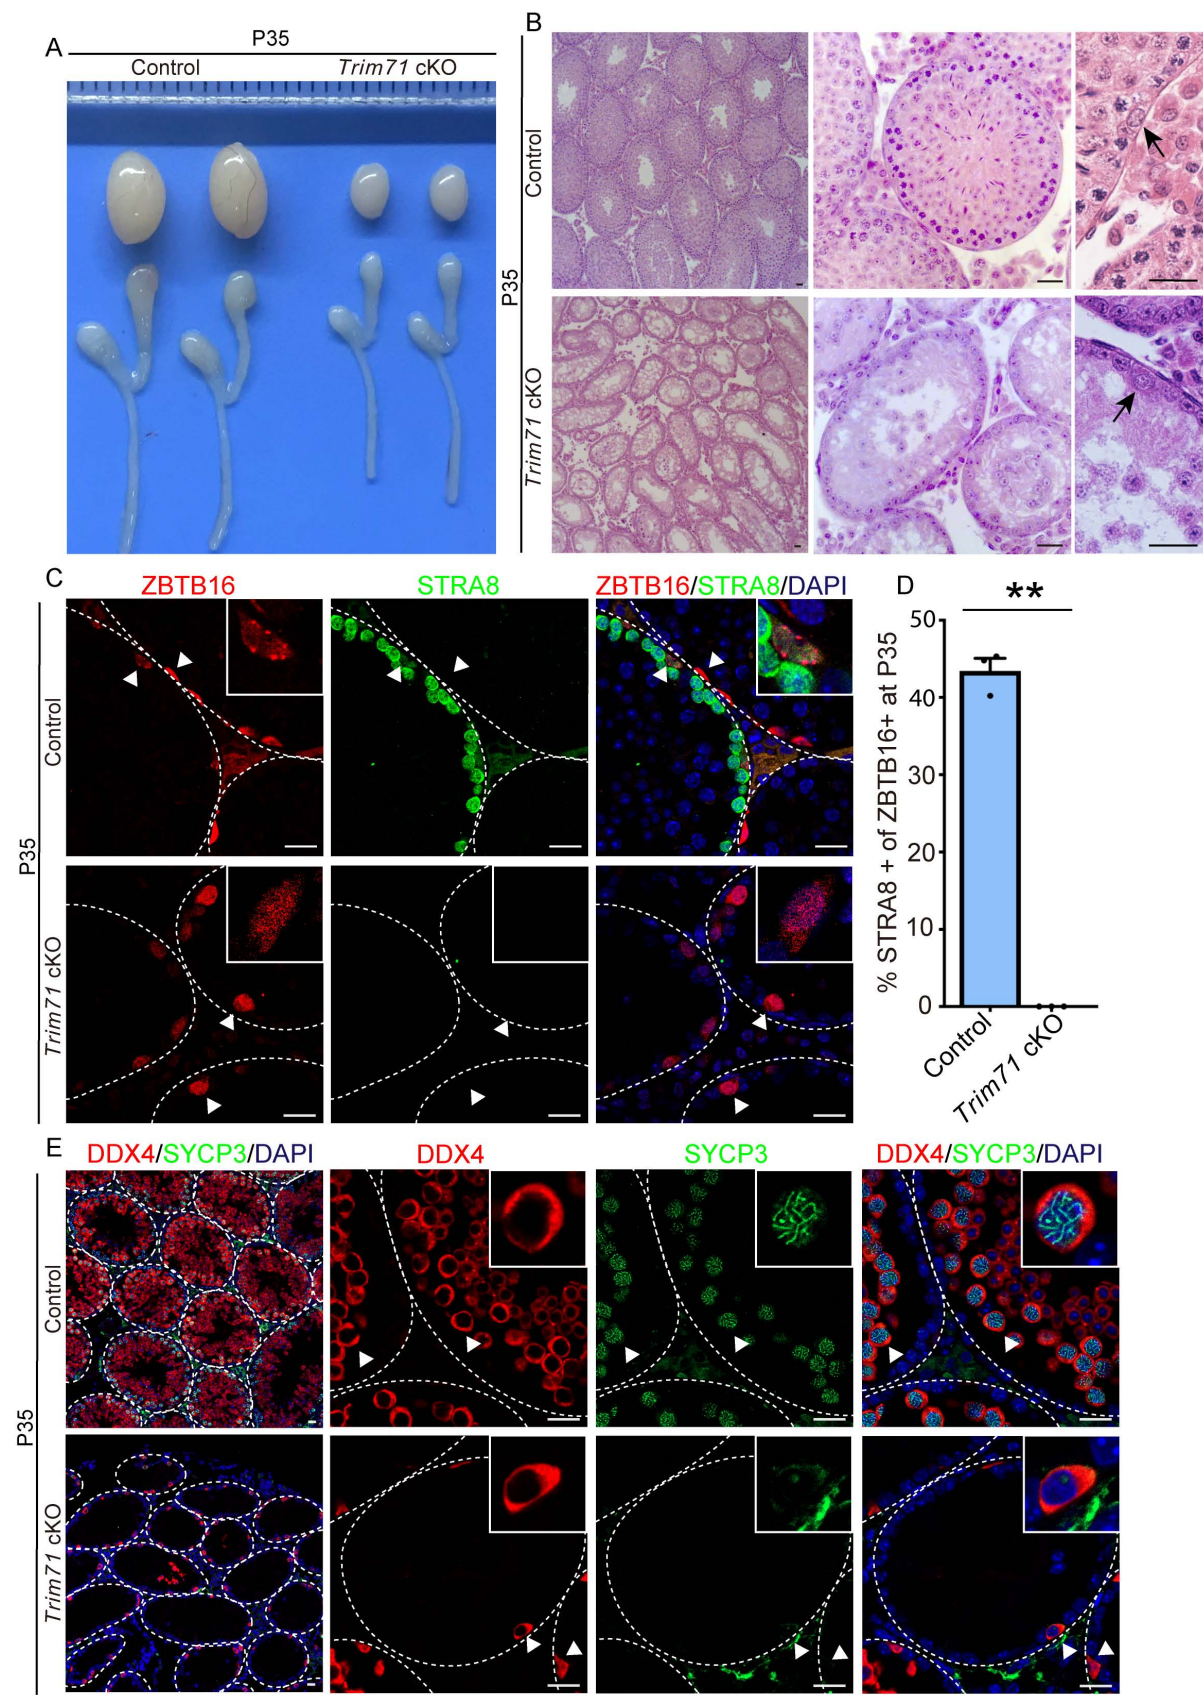 A
P35
Control
Trim71 cKO
B
P35
Control
Trim71 cKO
C
ZBTB16
STRA8
ZBTB16/STRA8/DAPI
P35
Control
Trim71 cKO
D
**
% STRA8 + of ZBTB16+ at P35
50
40
30
20
10
0
Control
Trim71 cKO
E
DDX4/SYCP3/DAPI
DDX4
SYCP3
DDX4/SYCP3/DAPI
P35
Control
Trim71 cKO